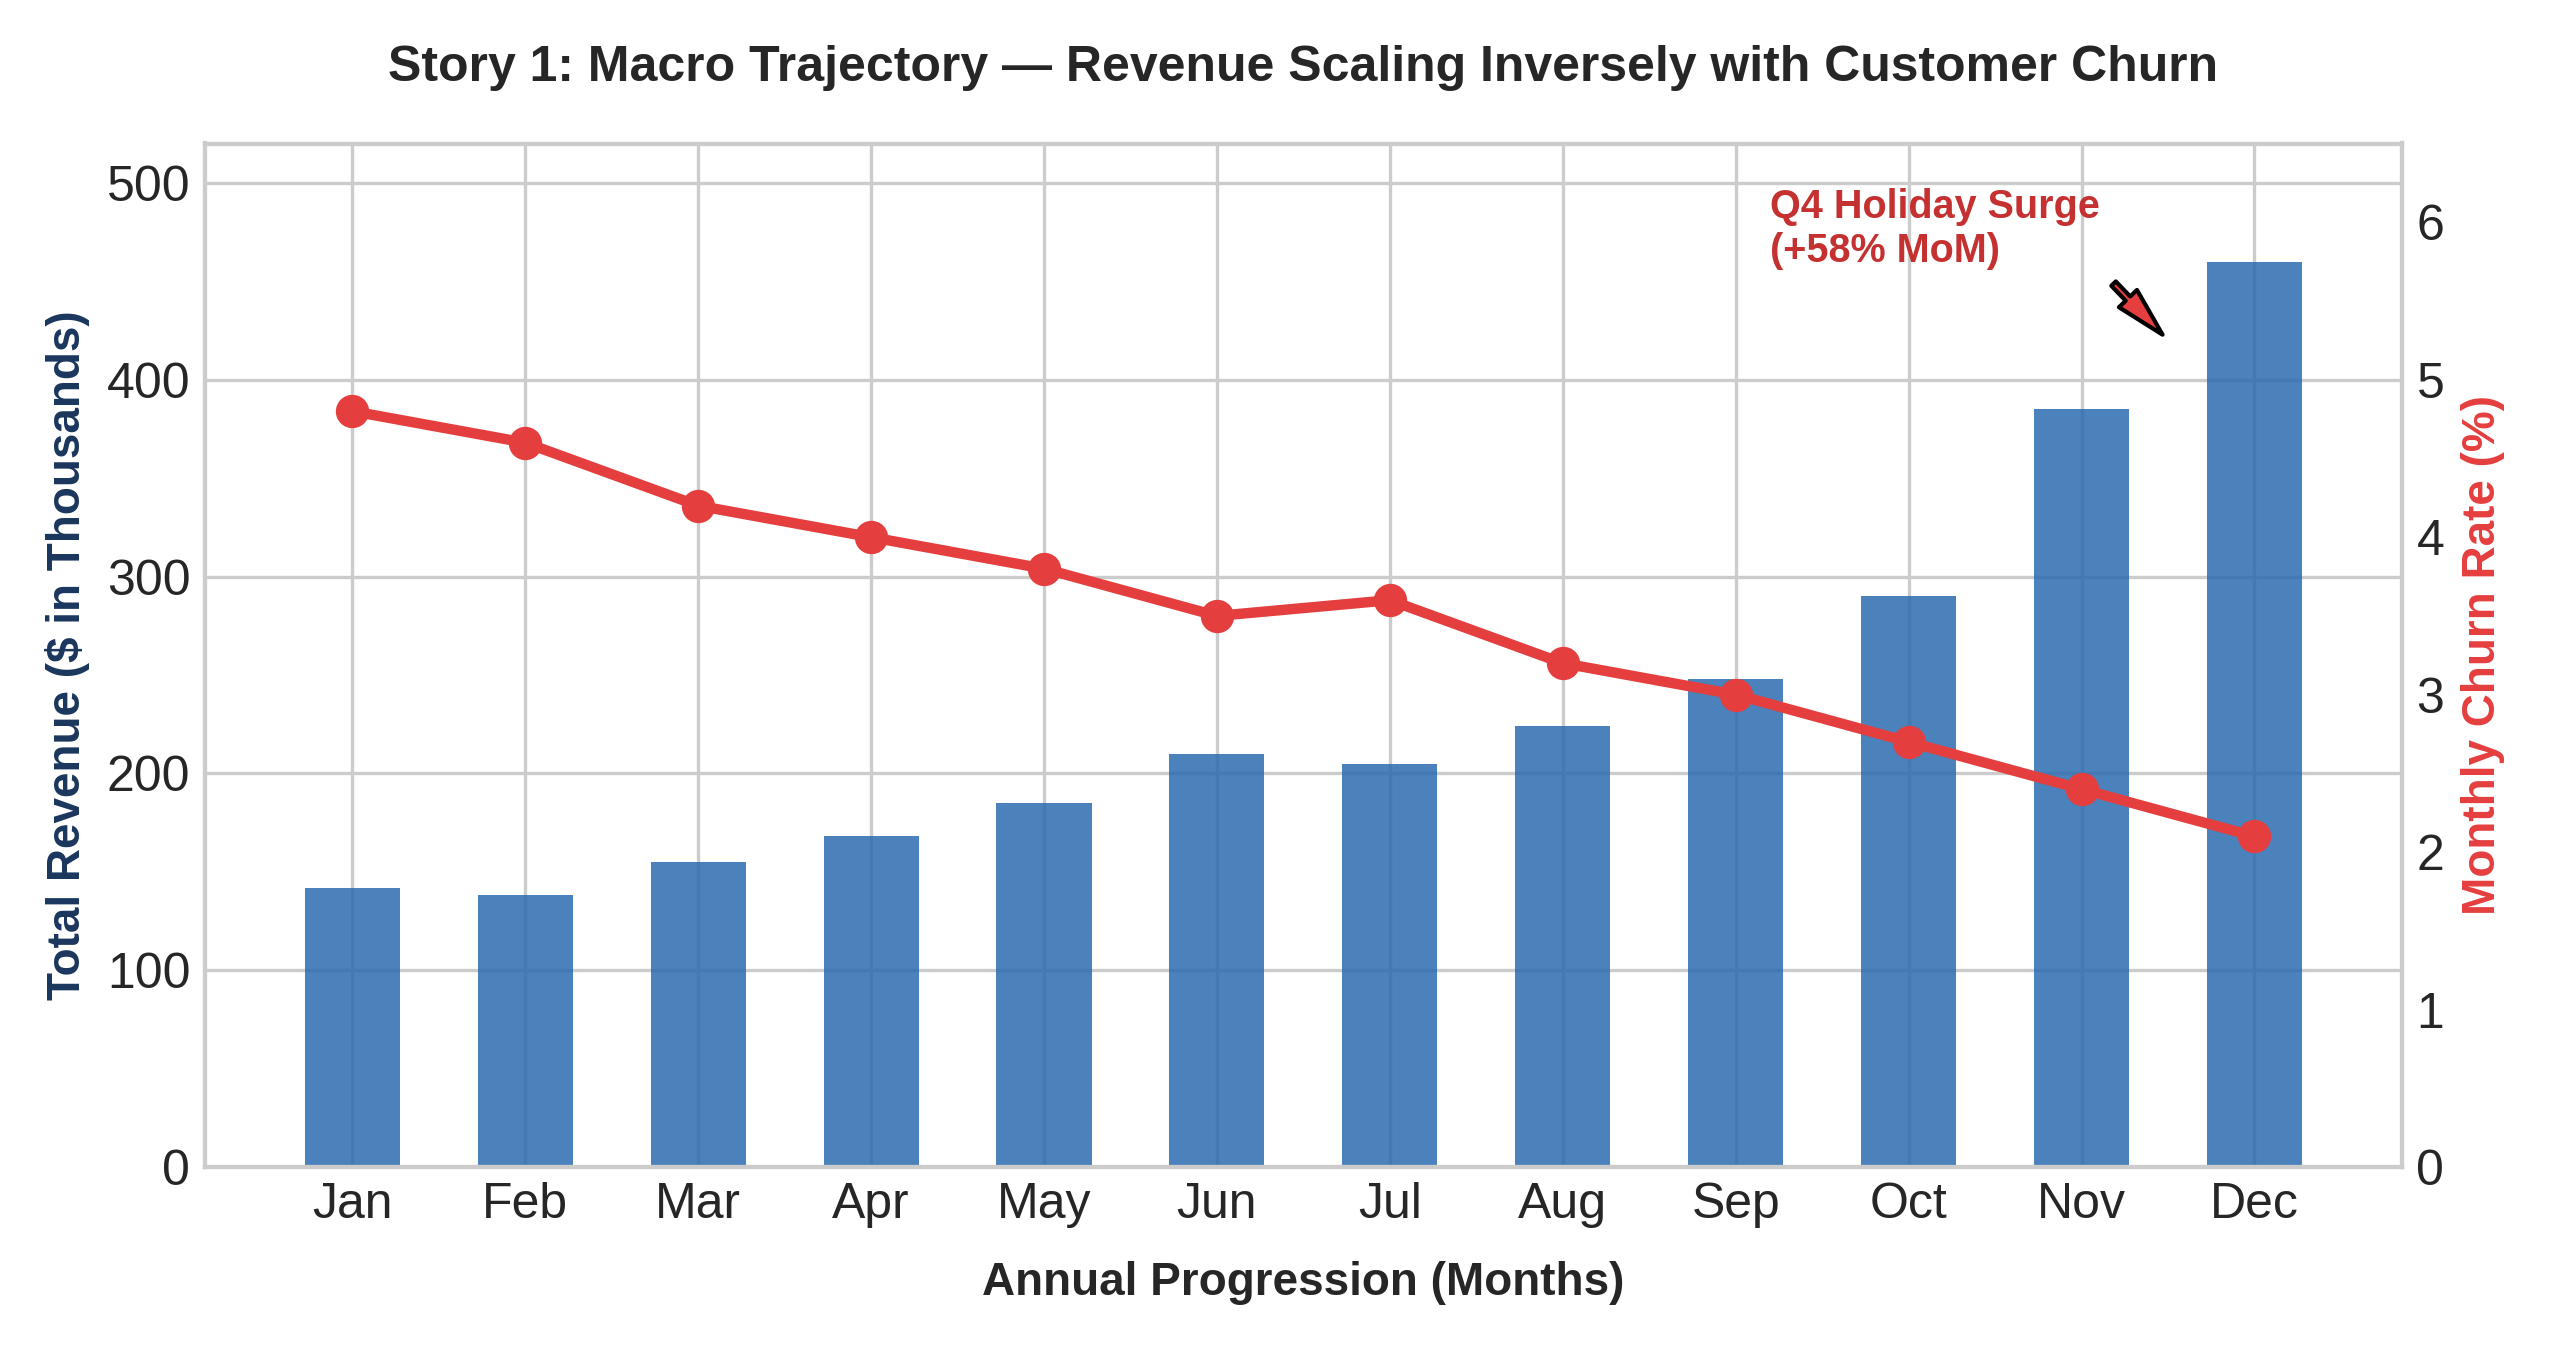 Story 1: Macro Trajectory — Revenue Scaling Inversely with Customer Churn
Total Revenue ($ in Thousands)
500
400
300
200
100
0
Q4 Holiday Surge
(+58% MoM)
6
5
4
3
2
1
0
Monthly Churn Rate (%)
Jan Feb Mar Apr May Jun Jul Aug Sep Oct Nov Dec
Annual Progression (Months)